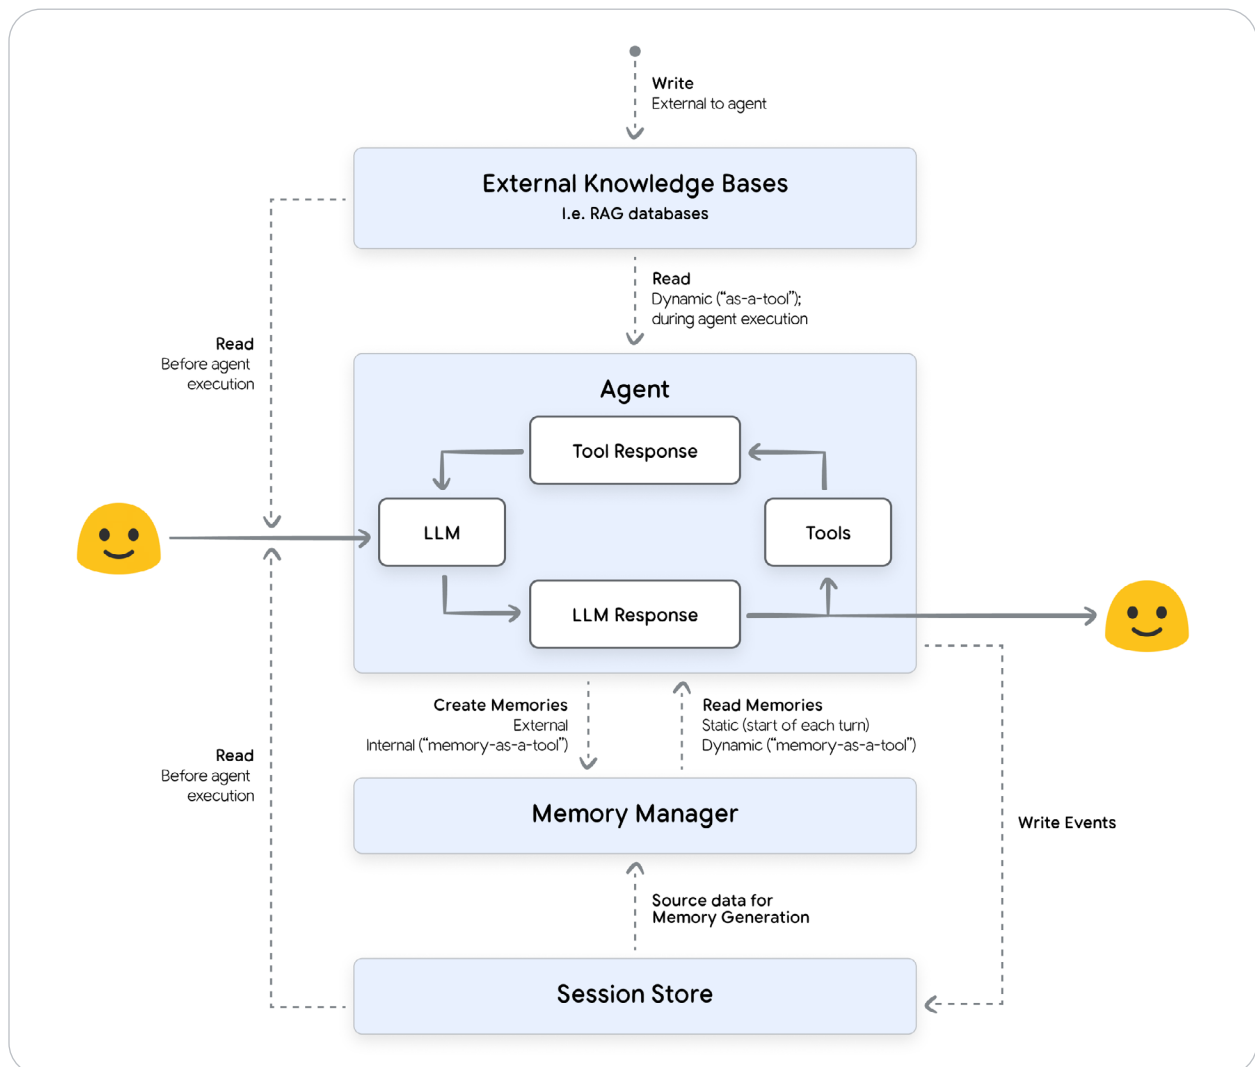 Write
External to agent
External Knowledge Bases
I.e. RAG databases
Read
Dynamic (“as-a-tool”);
during agent execution
Read
Before agent
execution
Agent
Tool Response
LLM
Tools
LLM Response
Create Memories
External
Internal (“memory-as-a-tool”)
Read Memories
Static (start of each turn)
Dynamic (“memory-as-a-tool”)
Read
Before agent
execution
Memory Manager
Write Events
Source data for
Memory Generation
Session Store